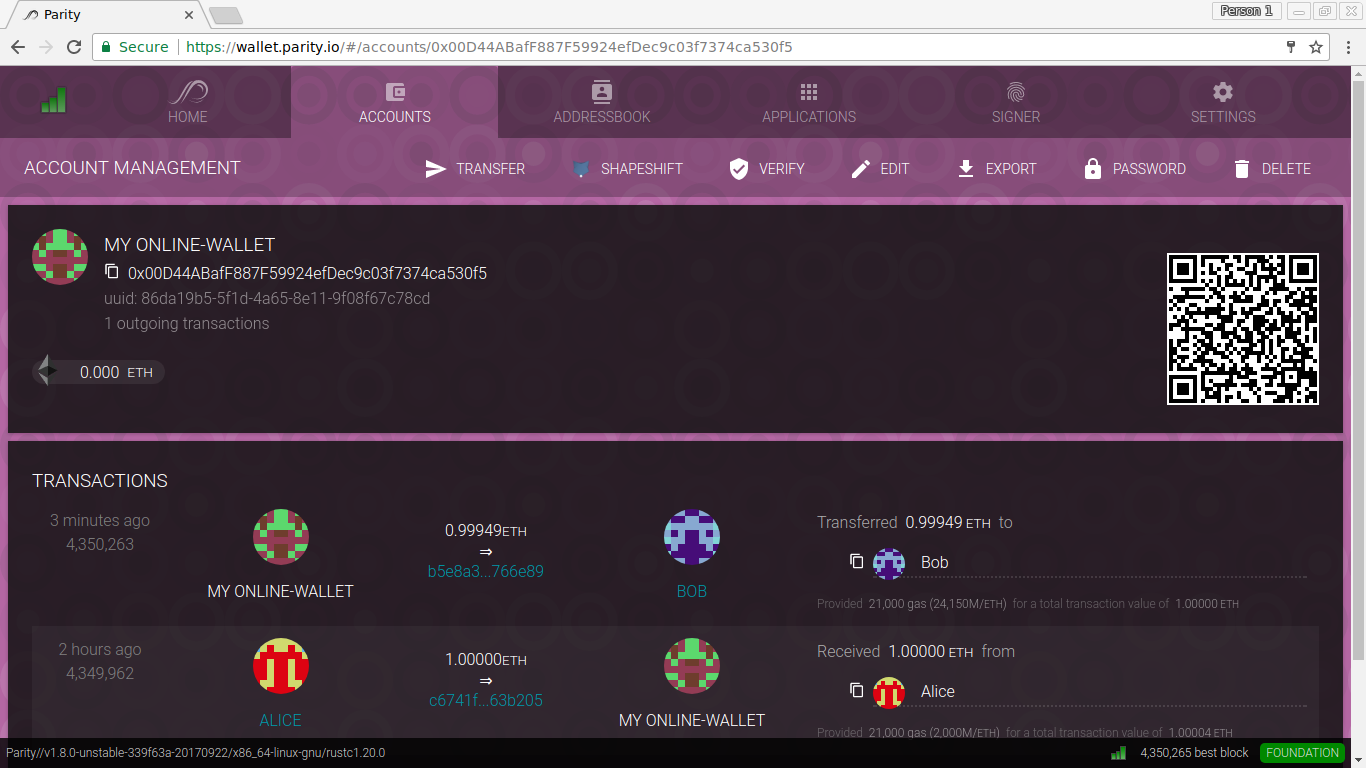 Parity
Person 1
Secure https://wallet.parity.io/#/accounts/0x00D44ABafF887F59924efDec9c03f7374ca530f5
HOME ACCOUNTS ADDRESSBOOK APPLICATIONS SIGNER SETTINGS
ACCOUNT MANAGEMENT TRANSFER SHAPESHIFT VERIFY EDIT EXPORT PASSWORD DELETE
MY ONLINE-WALLET
0x00D44ABafF887F59924efDec9c03f7374ca530f5
uuid: 86da19b5-5f1d-4a65-8e11-9f08f67c78cd
1 outgoing transactions
0.000 ETH
TRANSACTIONS
3 minutes ago
4,350,263
MY ONLINE-WALLET
0.99949ETH
⇒
b5e8a3...766e89
BOB
Transferred 0.99949 ETH to
Bob
Provided 21,000 gas (24,150M/ETH) for a total transaction value of 1.00000 ETH
2 hours ago
4,349,962
ALICE
1.00000ETH
⇒
c6741f...63b205
MY ONLINE-WALLET
Received 1.00000 ETH from
Alice
Provided 21,000 gas (2,000M/ETH) for a total transaction value of 1.00004 ETH
Parity//v1.8.0-unstable-339f63a-20170922/x86_64-linux-gnu/rustc1.20.0
4,350,265 best block FOUNDATION